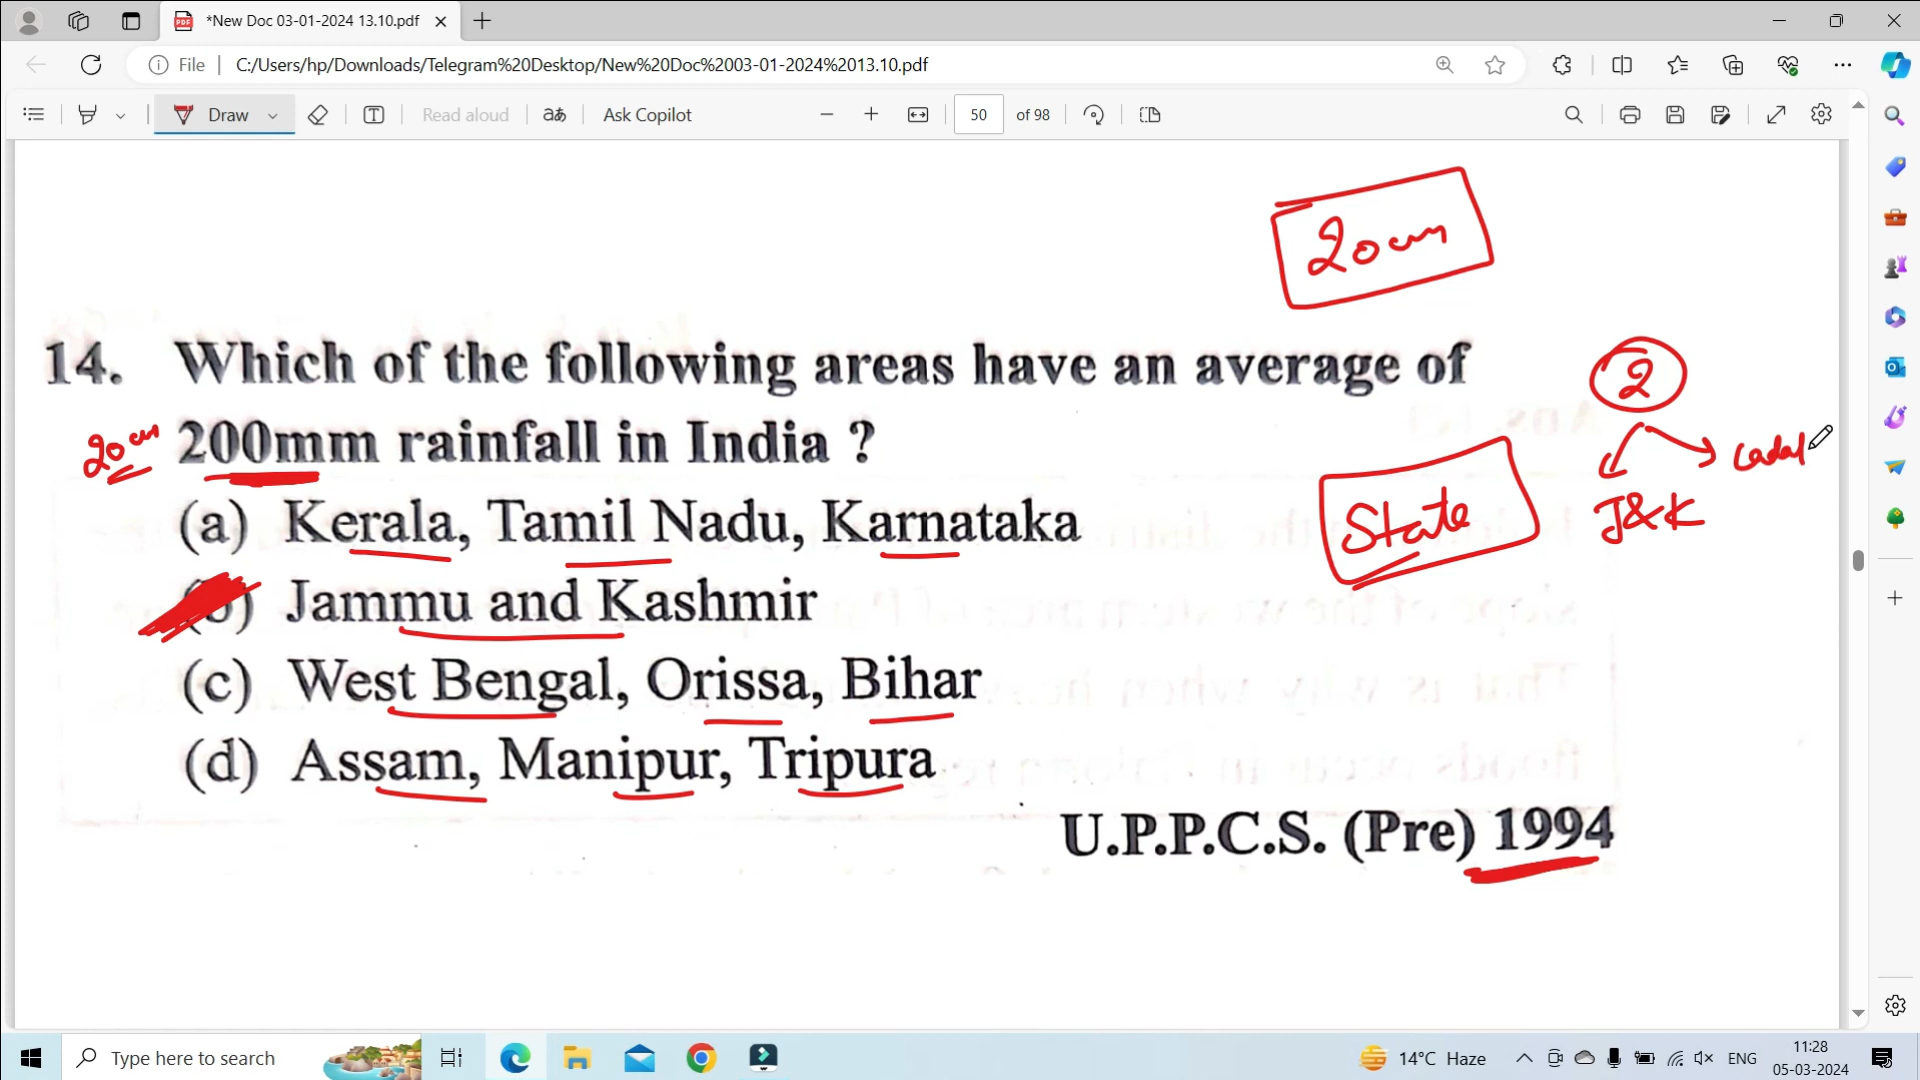 *New Doc 03-01-2024 13.10.pdf
File
C:/Users/hp/Downloads/Telegram%20Desktop/New%20Doc%2003-01-2024%2013.10.pdf
Draw
Read aloud
aあ
Ask Copilot
50 of 98
20cm
14. Which of the following areas have an average of
200mm rainfall in India ?
20cm
2
J&K
State
(a) Kerala, Tamil Nadu, Karnataka
(b) Jammu and Kashmir
(c) West Bengal, Orissa, Bihar
(d) Assam, Manipur, Tripura
U.P.P.C.S. (Pre) 1994
Type here to search
14°C Haze
ENG
11:28
05-03-2024